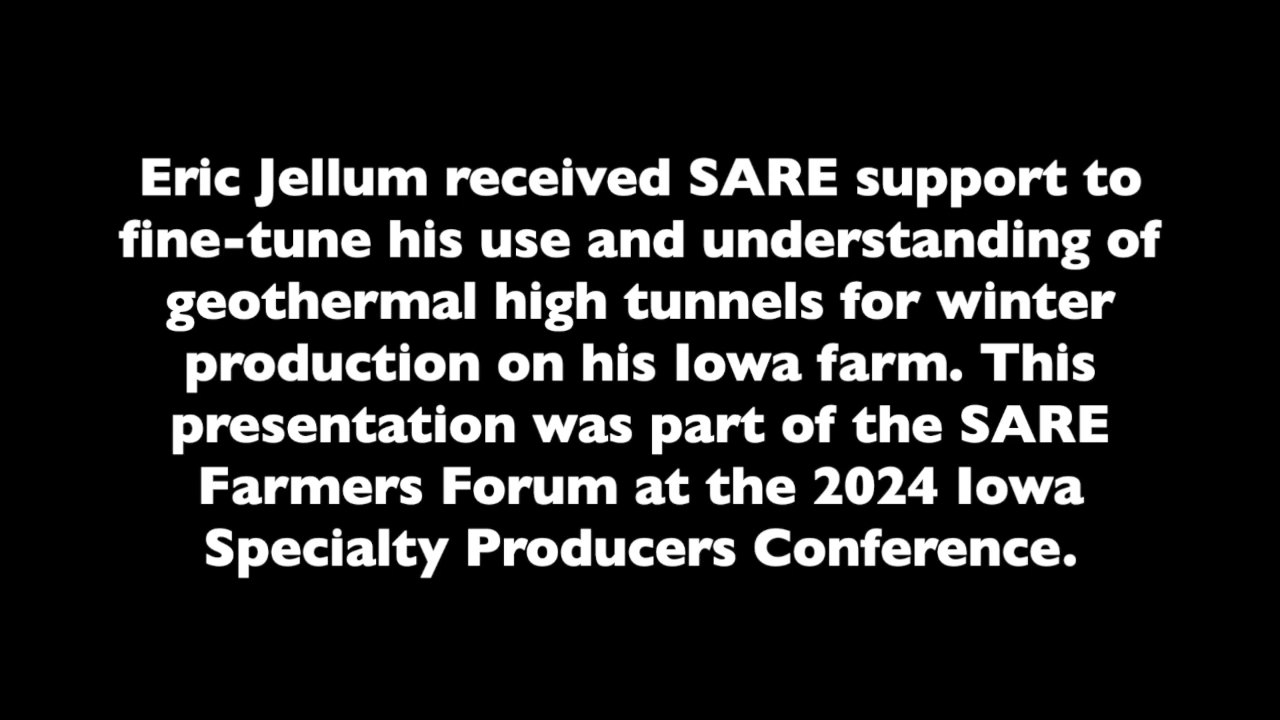 Eric Jellum received SARE support to
fine-tune his use and understanding of
geothermal high tunnels for winter
production on his Iowa farm. This
presentation was part of the SARE
Farmers Forum at the 2024 Iowa
Specialty Producers Conference.